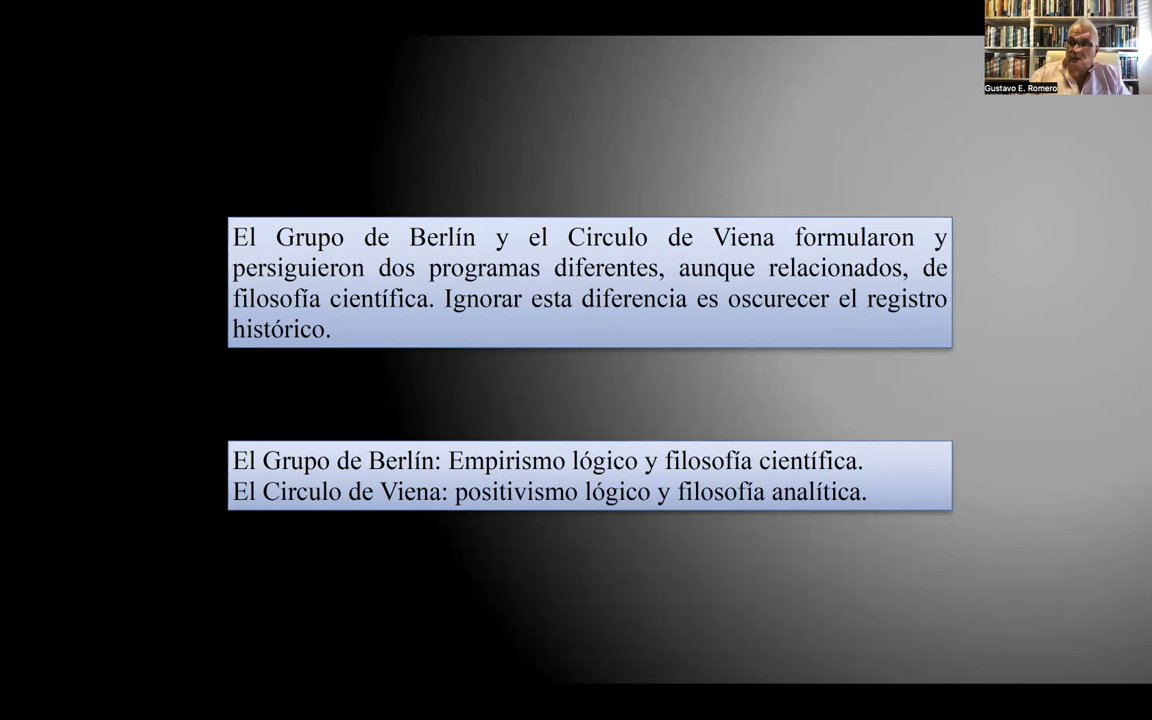 Gustavo E. Romero
El Grupo de Berlín y el Circulo de Viena formularon y
persiguieron dos programas diferentes, aunque relacionados, de
filosofía científica. Ignorar esta diferencia es oscurecer el registro
histórico.
El Grupo de Berlín: Empirismo lógico y filosofía científica.
El Circulo de Viena: positivismo lógico y filosofía analítica.